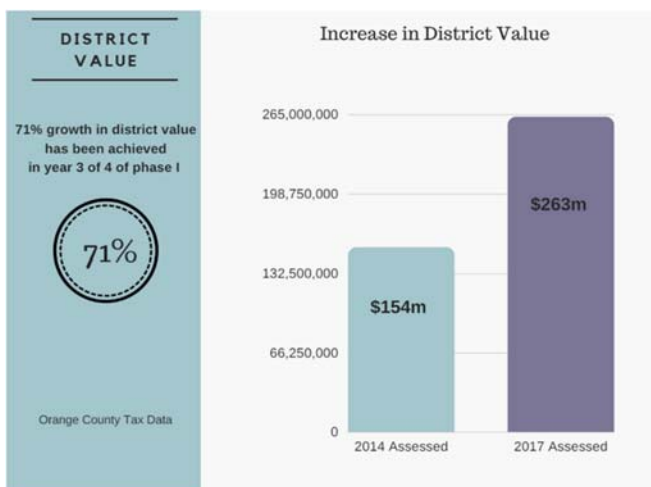 DISTRICT
VALUE
71% growth in district value
has been achieved
in year 3 of 4 of phase I
71%
Orange County Tax Data
Increase in District Value
265,000,000
198,750,000
132,500,000
66,250,000
0
$154m
$263m
2014 Assessed
2017 Assessed